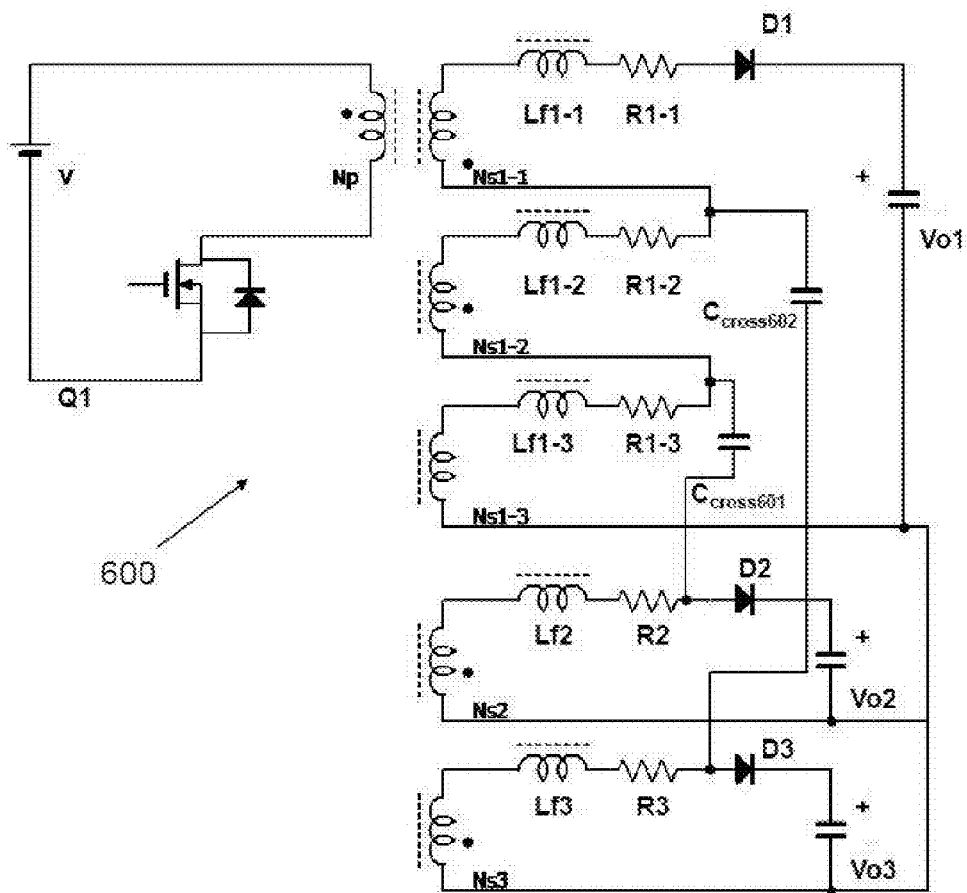 D1
Lf1-1
R1-1
V
Np
Ns1-1
+
Vo1
Lf1-2
R1-2
Ccross602
Ns1-2
Q1
Lf1-3
R1-3
Ccross601
Ns1-3
600
D2
Lf2
R2
+
Vo2
Ns2
D3
Lf3
R3
+
Vo3
Ns3